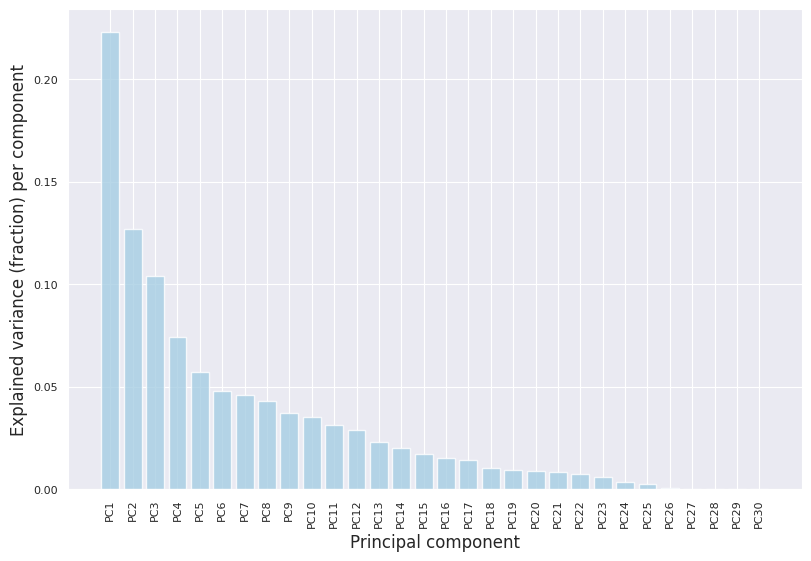 Explained variance (fraction) per component
0.20
0.15
0.10
0.05
0.00
PC1 PC2 PC3 PC4 PC5 PC6 PC7 PC8 PC9 PC10 PC11 PC12 PC13 PC14 PC15 PC16 PC17 PC18 PC19 PC20 PC21 PC22 PC23 PC24 PC25 PC26 PC27 PC28 PC29 PC30
Principal component